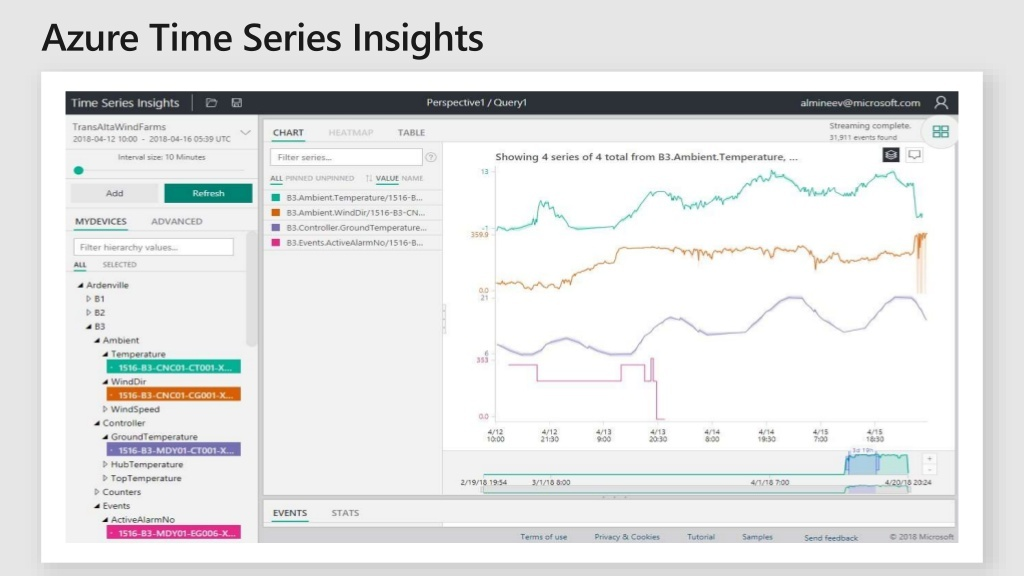 Azure Time Series Insights
Time Series Insights
Perspective1 / Query1
almineev@microsoft.com
TransAltaWindFarms
2018-04-12 10:00 - 2018-04-16 05:39 UTC
Interval size: 10 Minutes
Add
Refresh
MYDEVICES
ADVANCED
Filter hierarchy values...
ALL
SELECTED
Ardenville
B1
B2
B3
Ambient
Temperature
1516-B3-CNC01-CT001-X...
WindDir
1516-B3-CNC01-CG001-X...
WindSpeed
Controller
GroundTemperature
1516-B3-MDY01-CT001-X...
HubTemperature
TopTemperature
Counters
Events
ActiveAlarmNo
1516-B3-MDY01-EG006-X...
CHART
HEATMAP
TABLE
Streaming complete.
31,911 events found
Filter series...
ALL PINNED UNPINNED
VALUE NAME
B3.Ambient.Temperature/1516-B...
B3.Ambient.WindDir/1516-B3-CN...
B3.Controller.GroundTemperature...
B3.Events.ActiveAlarmNo/1516-B...
Showing 4 series of 4 total from B3.Ambient.Temperature, ...
13
-1
359.9
0.0
21
6
353
0.0
4/12 10:00
4/12 21:30
4/13 9:00
4/13 20:30
4/14 8:00
4/14 19:30
4/15 7:00
4/15 18:30
3d 19h
2/19/18 19:54
3/1/18 8:00
4/1/18 7:00
4/20/18 20:24
EVENTS
STATS
Terms of use
Privacy & Cookies
Tutorial
Samples
Send feedback
© 2018 Microsoft